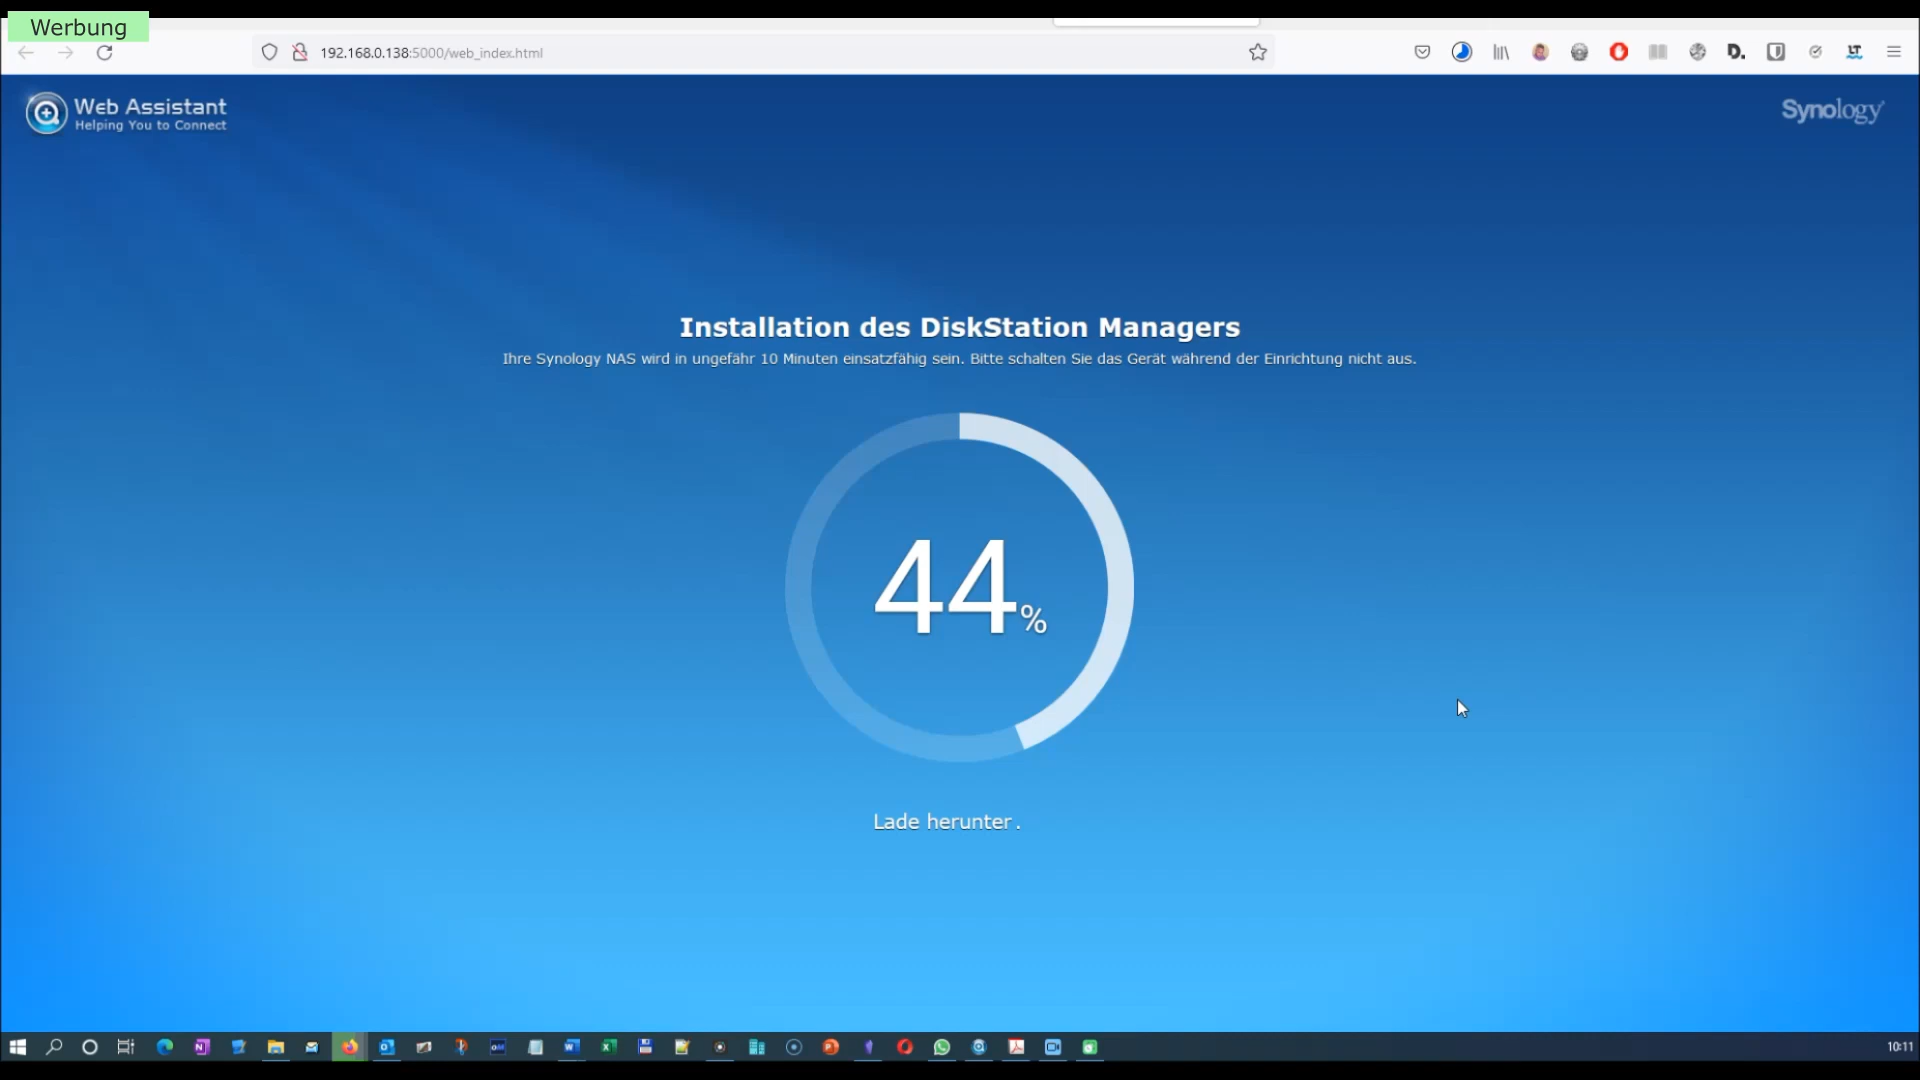 Werbung
192.168.0.138:5000/web_index.html
Web Assistant
Helping You to Connect
Synology
Installation des DiskStation Managers
Ihre Synology NAS wird in ungefähr 10 Minuten einsatzfähig sein. Bitte schalten Sie das Gerät während der Einrichtung nicht aus.
44%
Lade herunter.
10:11